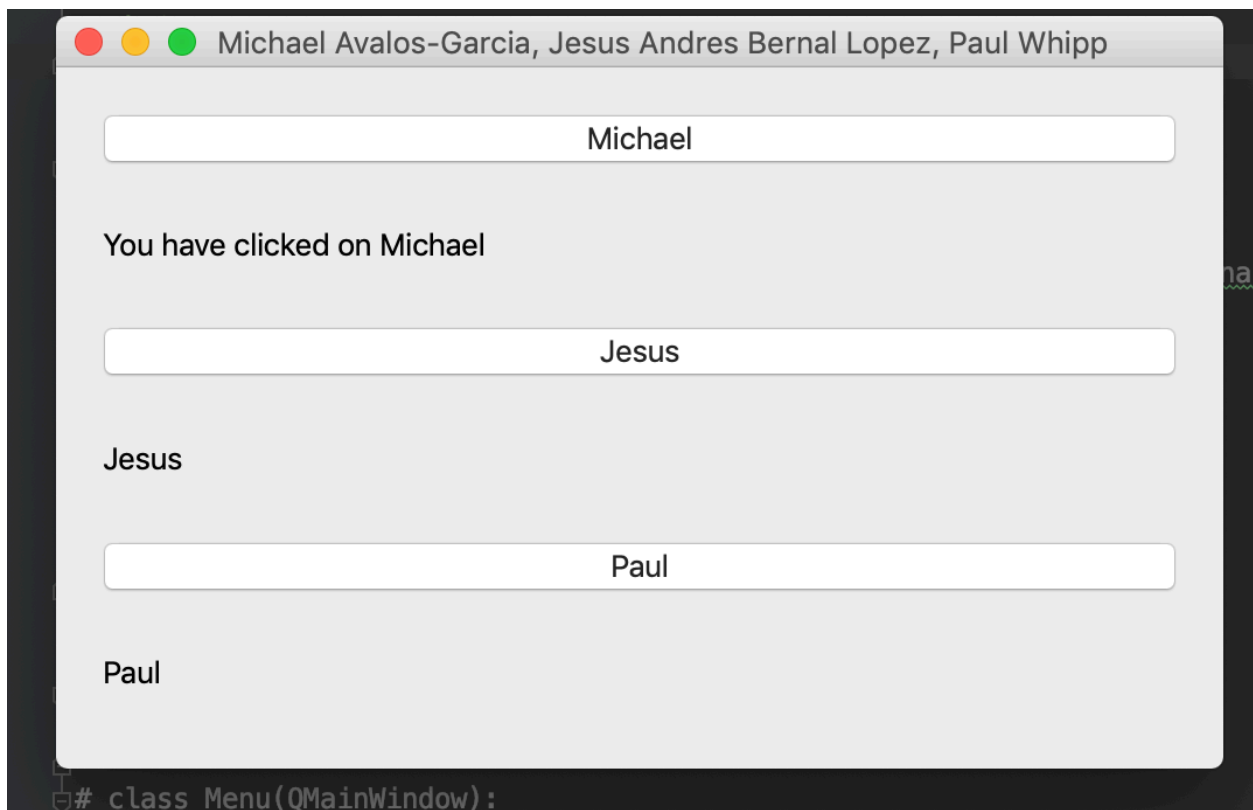 Michael Avalos-Garcia, Jesus Andres Bernal Lopez, Paul Whipp
Michael
You have clicked on Michael
na
Jesus
Jesus
Paul
Paul
# class Menu(QMainWindow):